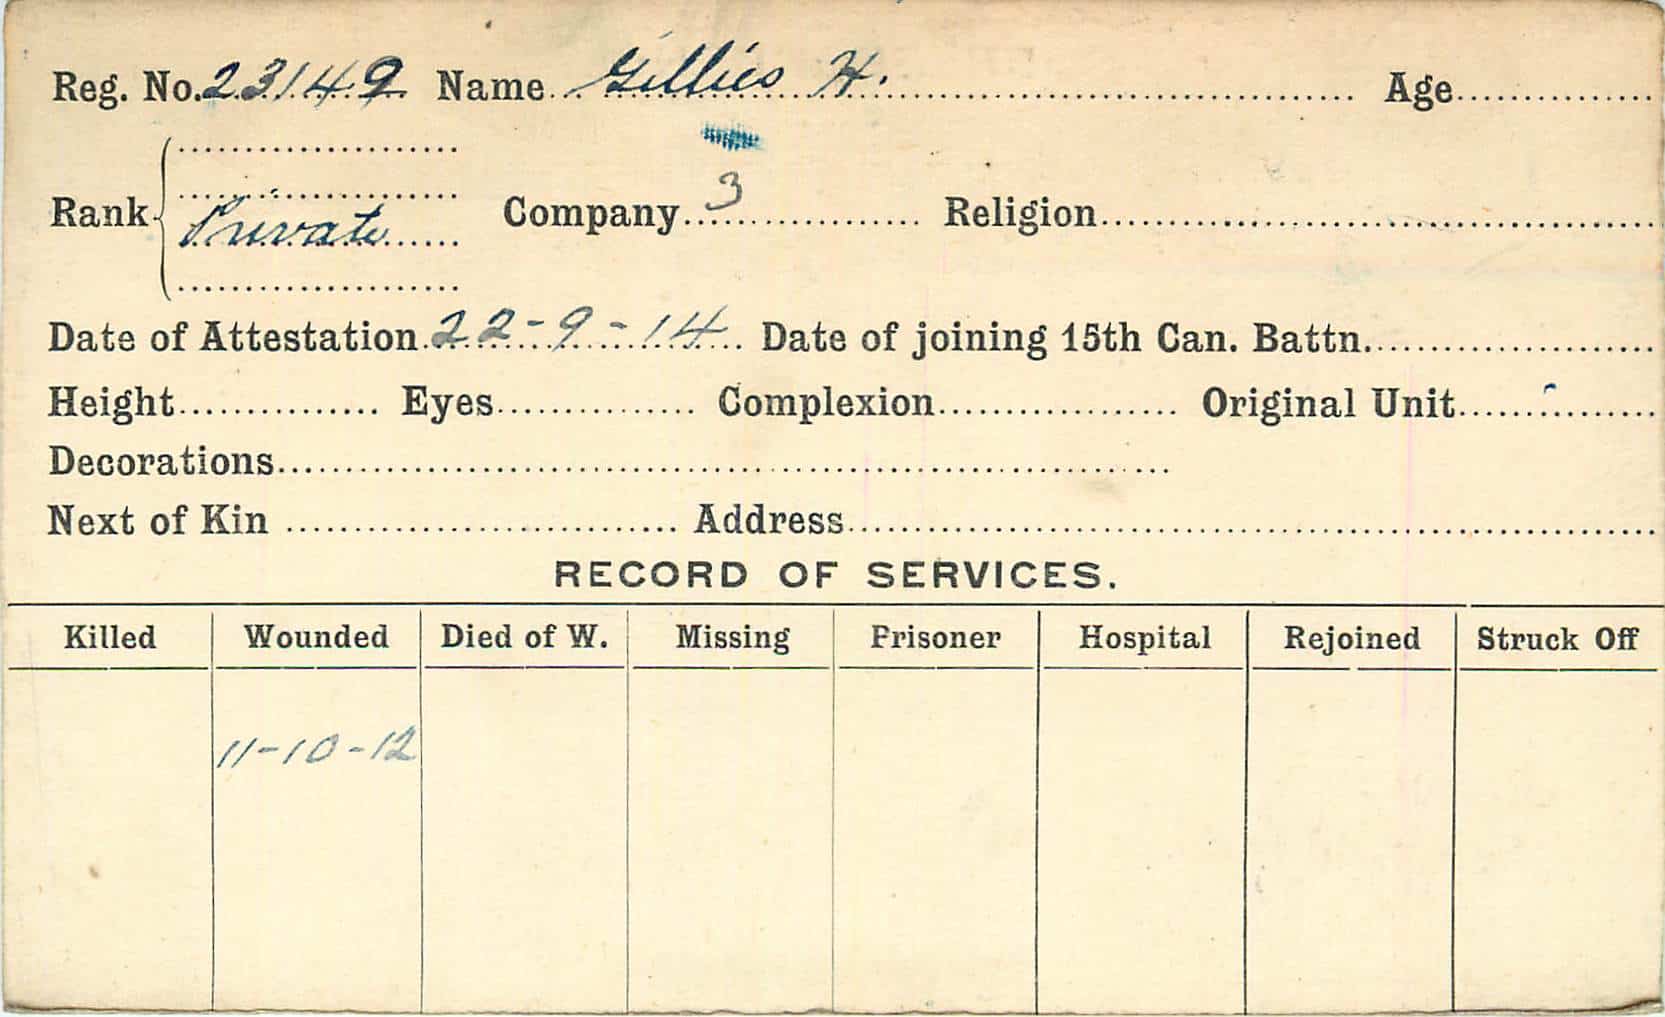 Reg. No. 23149 Name Gillies H. Age
Rank Private Company 3 Religion
Date of Attestation 22-9-14 Date of joining 15th Can. Battn.
Height Eyes Complexion Original Unit
Decorations
Next of Kin Address
RECORD OF SERVICES.
Killed Wounded Died of W. Missing Prisoner Hospital Rejoined Struck Off
11-10-12